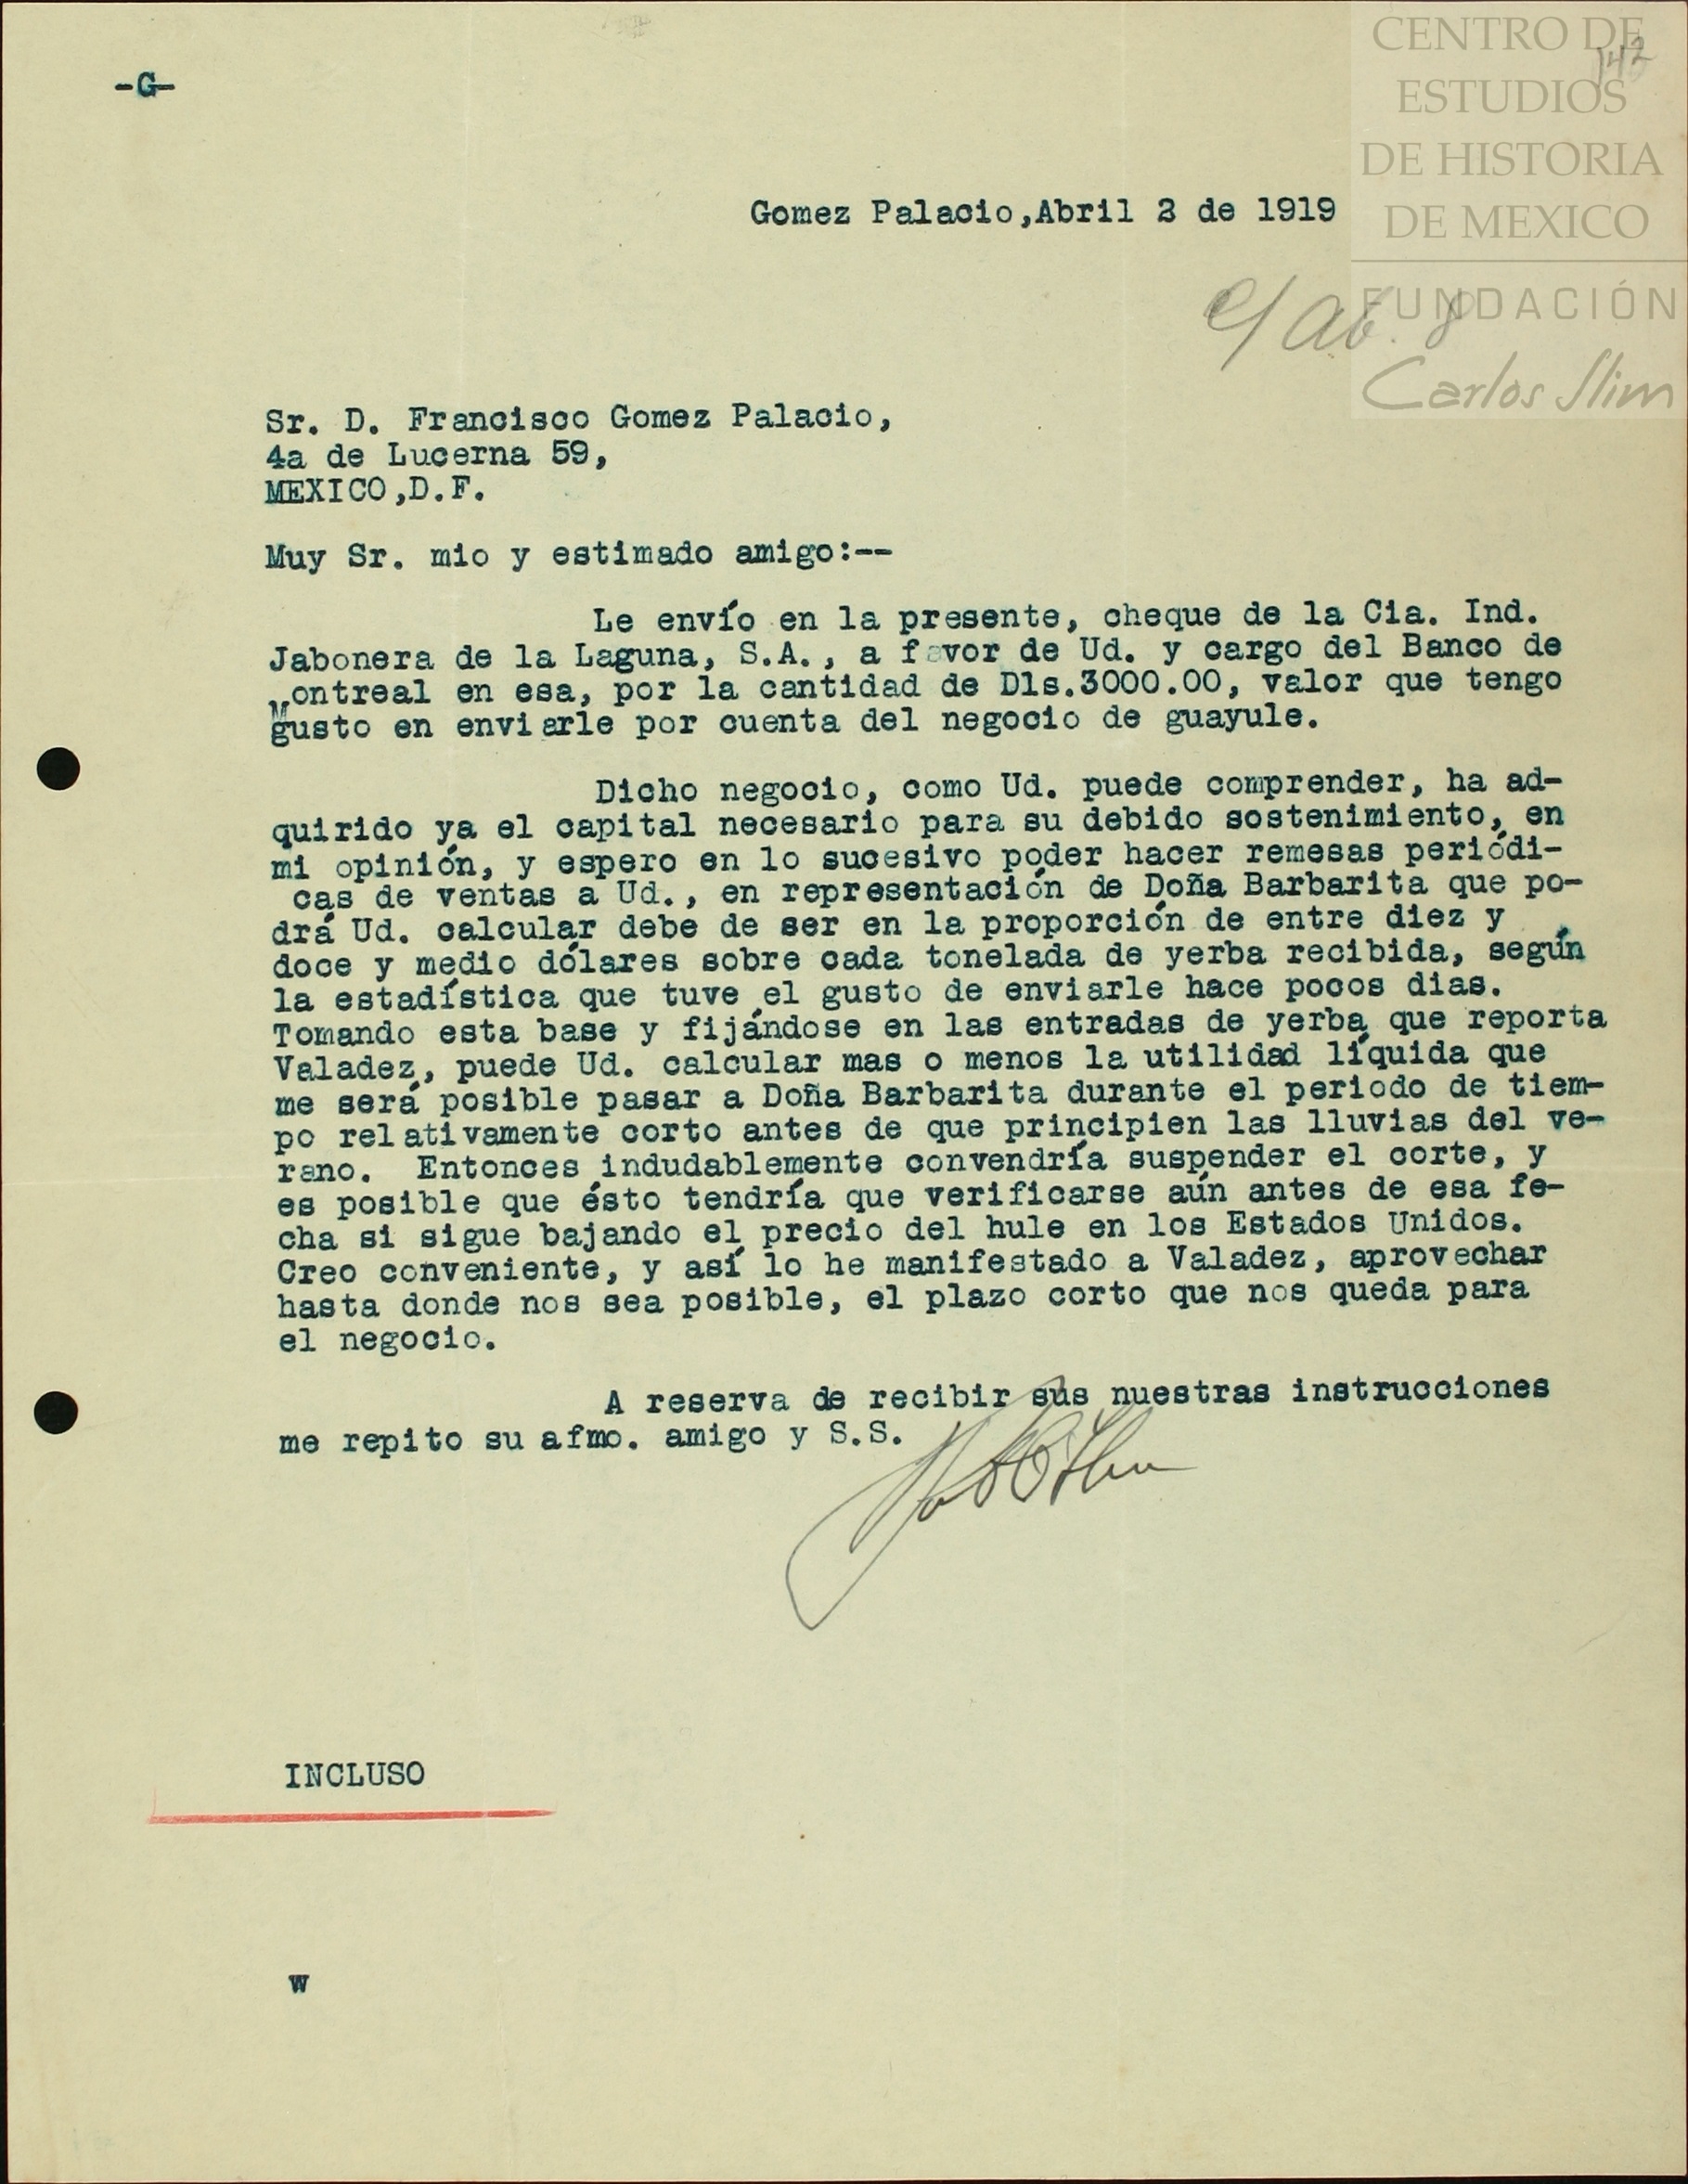 -G-
CENTRO DE
ESTUDIOS
DE HISTORIA
DE MEXICO
FUNDACIÓN
Carlos Slim
142
Gomez Palacio,Abril 2 de 1919
c/ Ab. 8
Sr. D. Francisco Gomez Palacio,
4a de Lucerna 59,
MEXICO,D.F.
Muy Sr. mio y estimado amigo:--
Le envío en la presente, cheque de la Cia. Ind.
Jabonera de la Laguna, S.A., a favor de Ud. y cargo del Banco de
Montreal en esa, por la cantidad de Dls.3000.00, valor que tengo
gusto en enviarle por cuenta del negocio de guayule.
Dicho negocio, como Ud. puede comprender, ha ad-
quirido ya el capital necesario para su debido sostenimiento, en
mi opinión, y espero en lo sucesivo poder hacer remesas periódi-
cas de ventas a Ud., en representación de Doña Barbarita que po-
drá Ud. calcular debe de ser en la proporción de entre diez y
doce y medio dólares sobre cada tonelada de yerba recibida, según
la estadística que tuve el gusto de enviarle hace pocos dias.
Tomando esta base y fijándose en las entradas de yerba que reporta
Valadez, puede Ud. calcular mas o menos la utilidad líquida que
me será posible pasar a Doña Barbarita durante el periodo de tiem-
po relativamente corto antes de que principien las lluvias del ve-
rano. Entonces indudablemente convendría suspender el corte, y
es posible que ésto tendría que verificarse aún antes de esa fe-
cha si sigue bajando el precio del hule en los Estados Unidos.
Creo conveniente, y así lo he manifestado a Valadez, aprovechar
hasta donde nos sea posible, el plazo corto que nos queda para
el negocio.
A reserva de recibir sus nuestras instrucciones
me repito su afmo. amigo y S.S.
INCLUSO
w